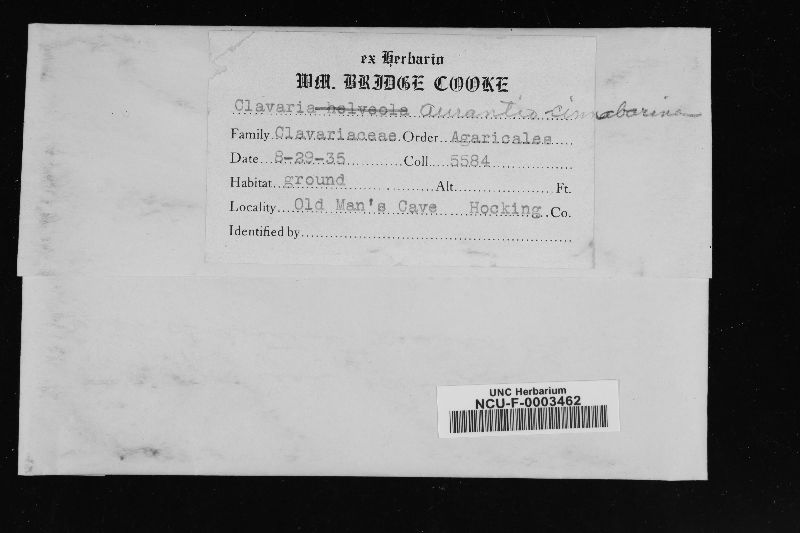 ex Herbario
WM. BRIDGE COOKE
Clavaria helveola aurantio-cinnabarina
Family Clavariaceae Order Agaricales
Date 8-29-35 Coll 5584
Habitat ground Alt. Ft.
Locality Old Man's Cave Hocking Co.
Identified by
UNC Herbarium
NCU-F-0003462